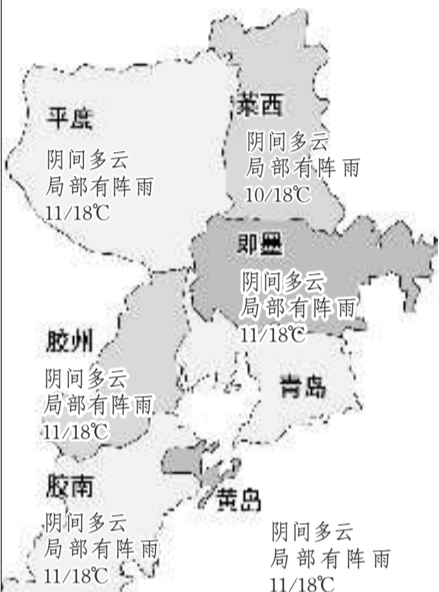 平度
阴间多云
局部有阵雨
11/18℃
莱西
阴间多云
局部有阵雨
10/18℃
即墨
阴间多云
局部有阵雨
11/18℃
胶州
阴间多云
局部有阵雨
11/18℃
青岛
胶南
阴间多云
局部有阵雨
11/18℃
黄岛
阴间多云
局部有阵雨
11/18℃